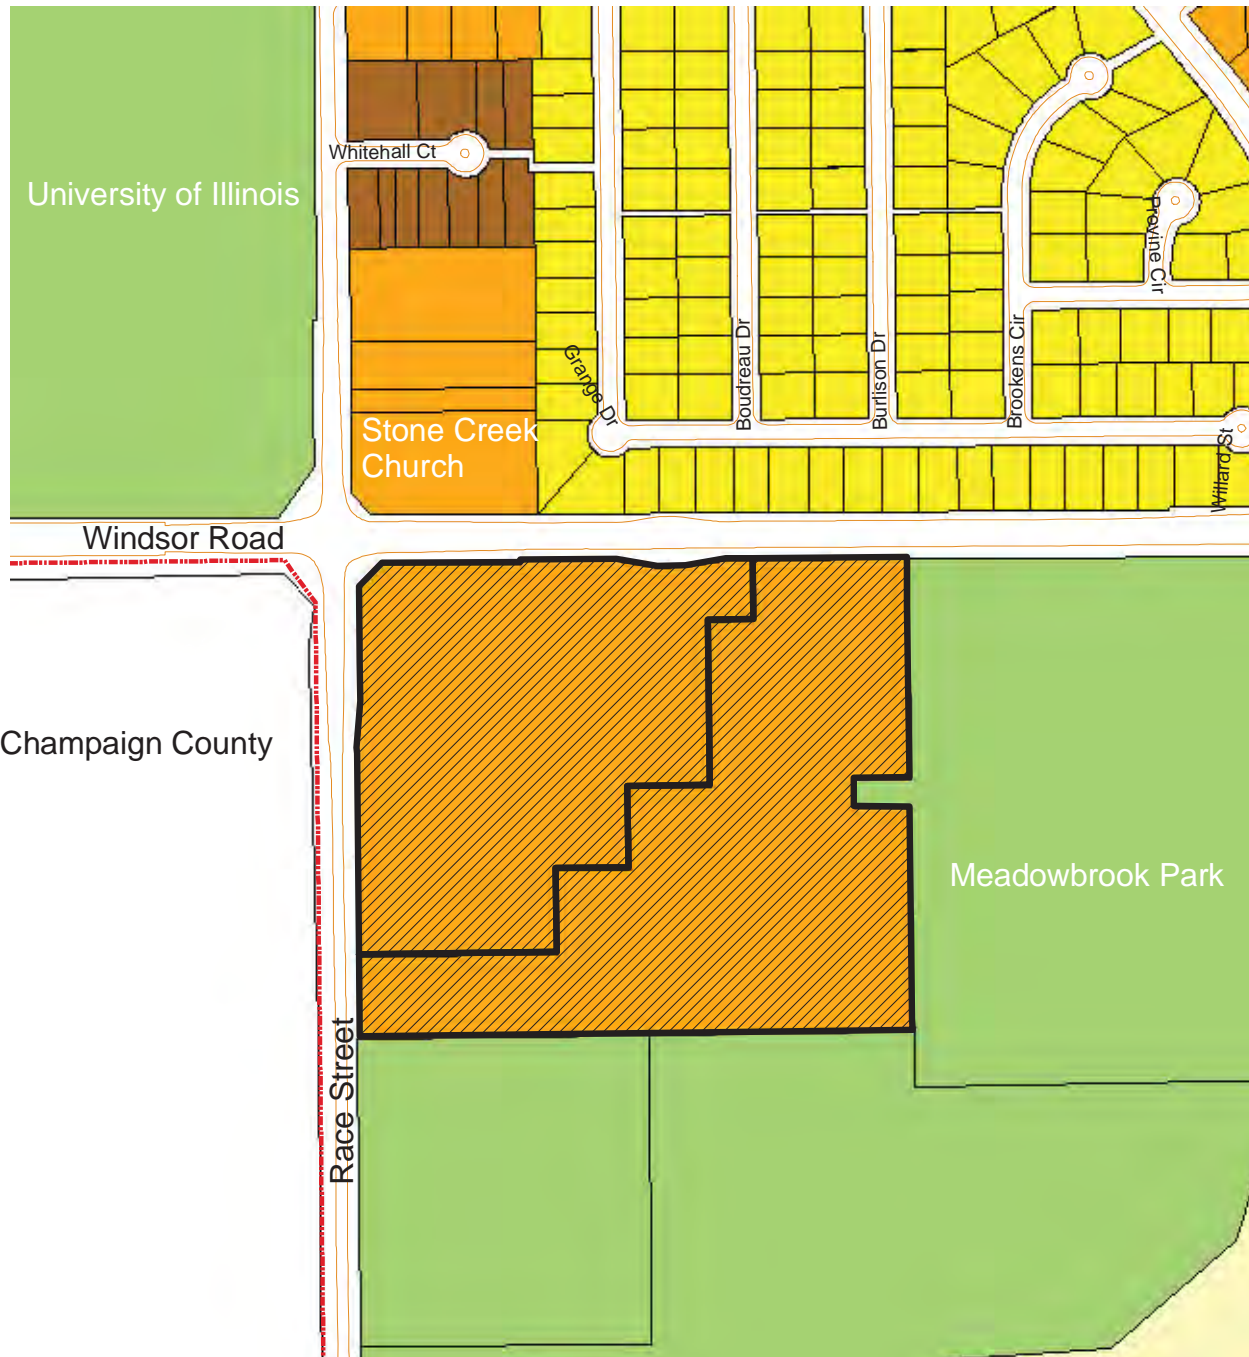 Whitehall Ct
University of Illinois
Provine Cir
Grange Dr
Boudreau Dr
Burlison Dr
Brookens Cir
Stone Creek
Church
Willard St
Windsor Road
Champaign County
Meadowbrook Park
Race Street